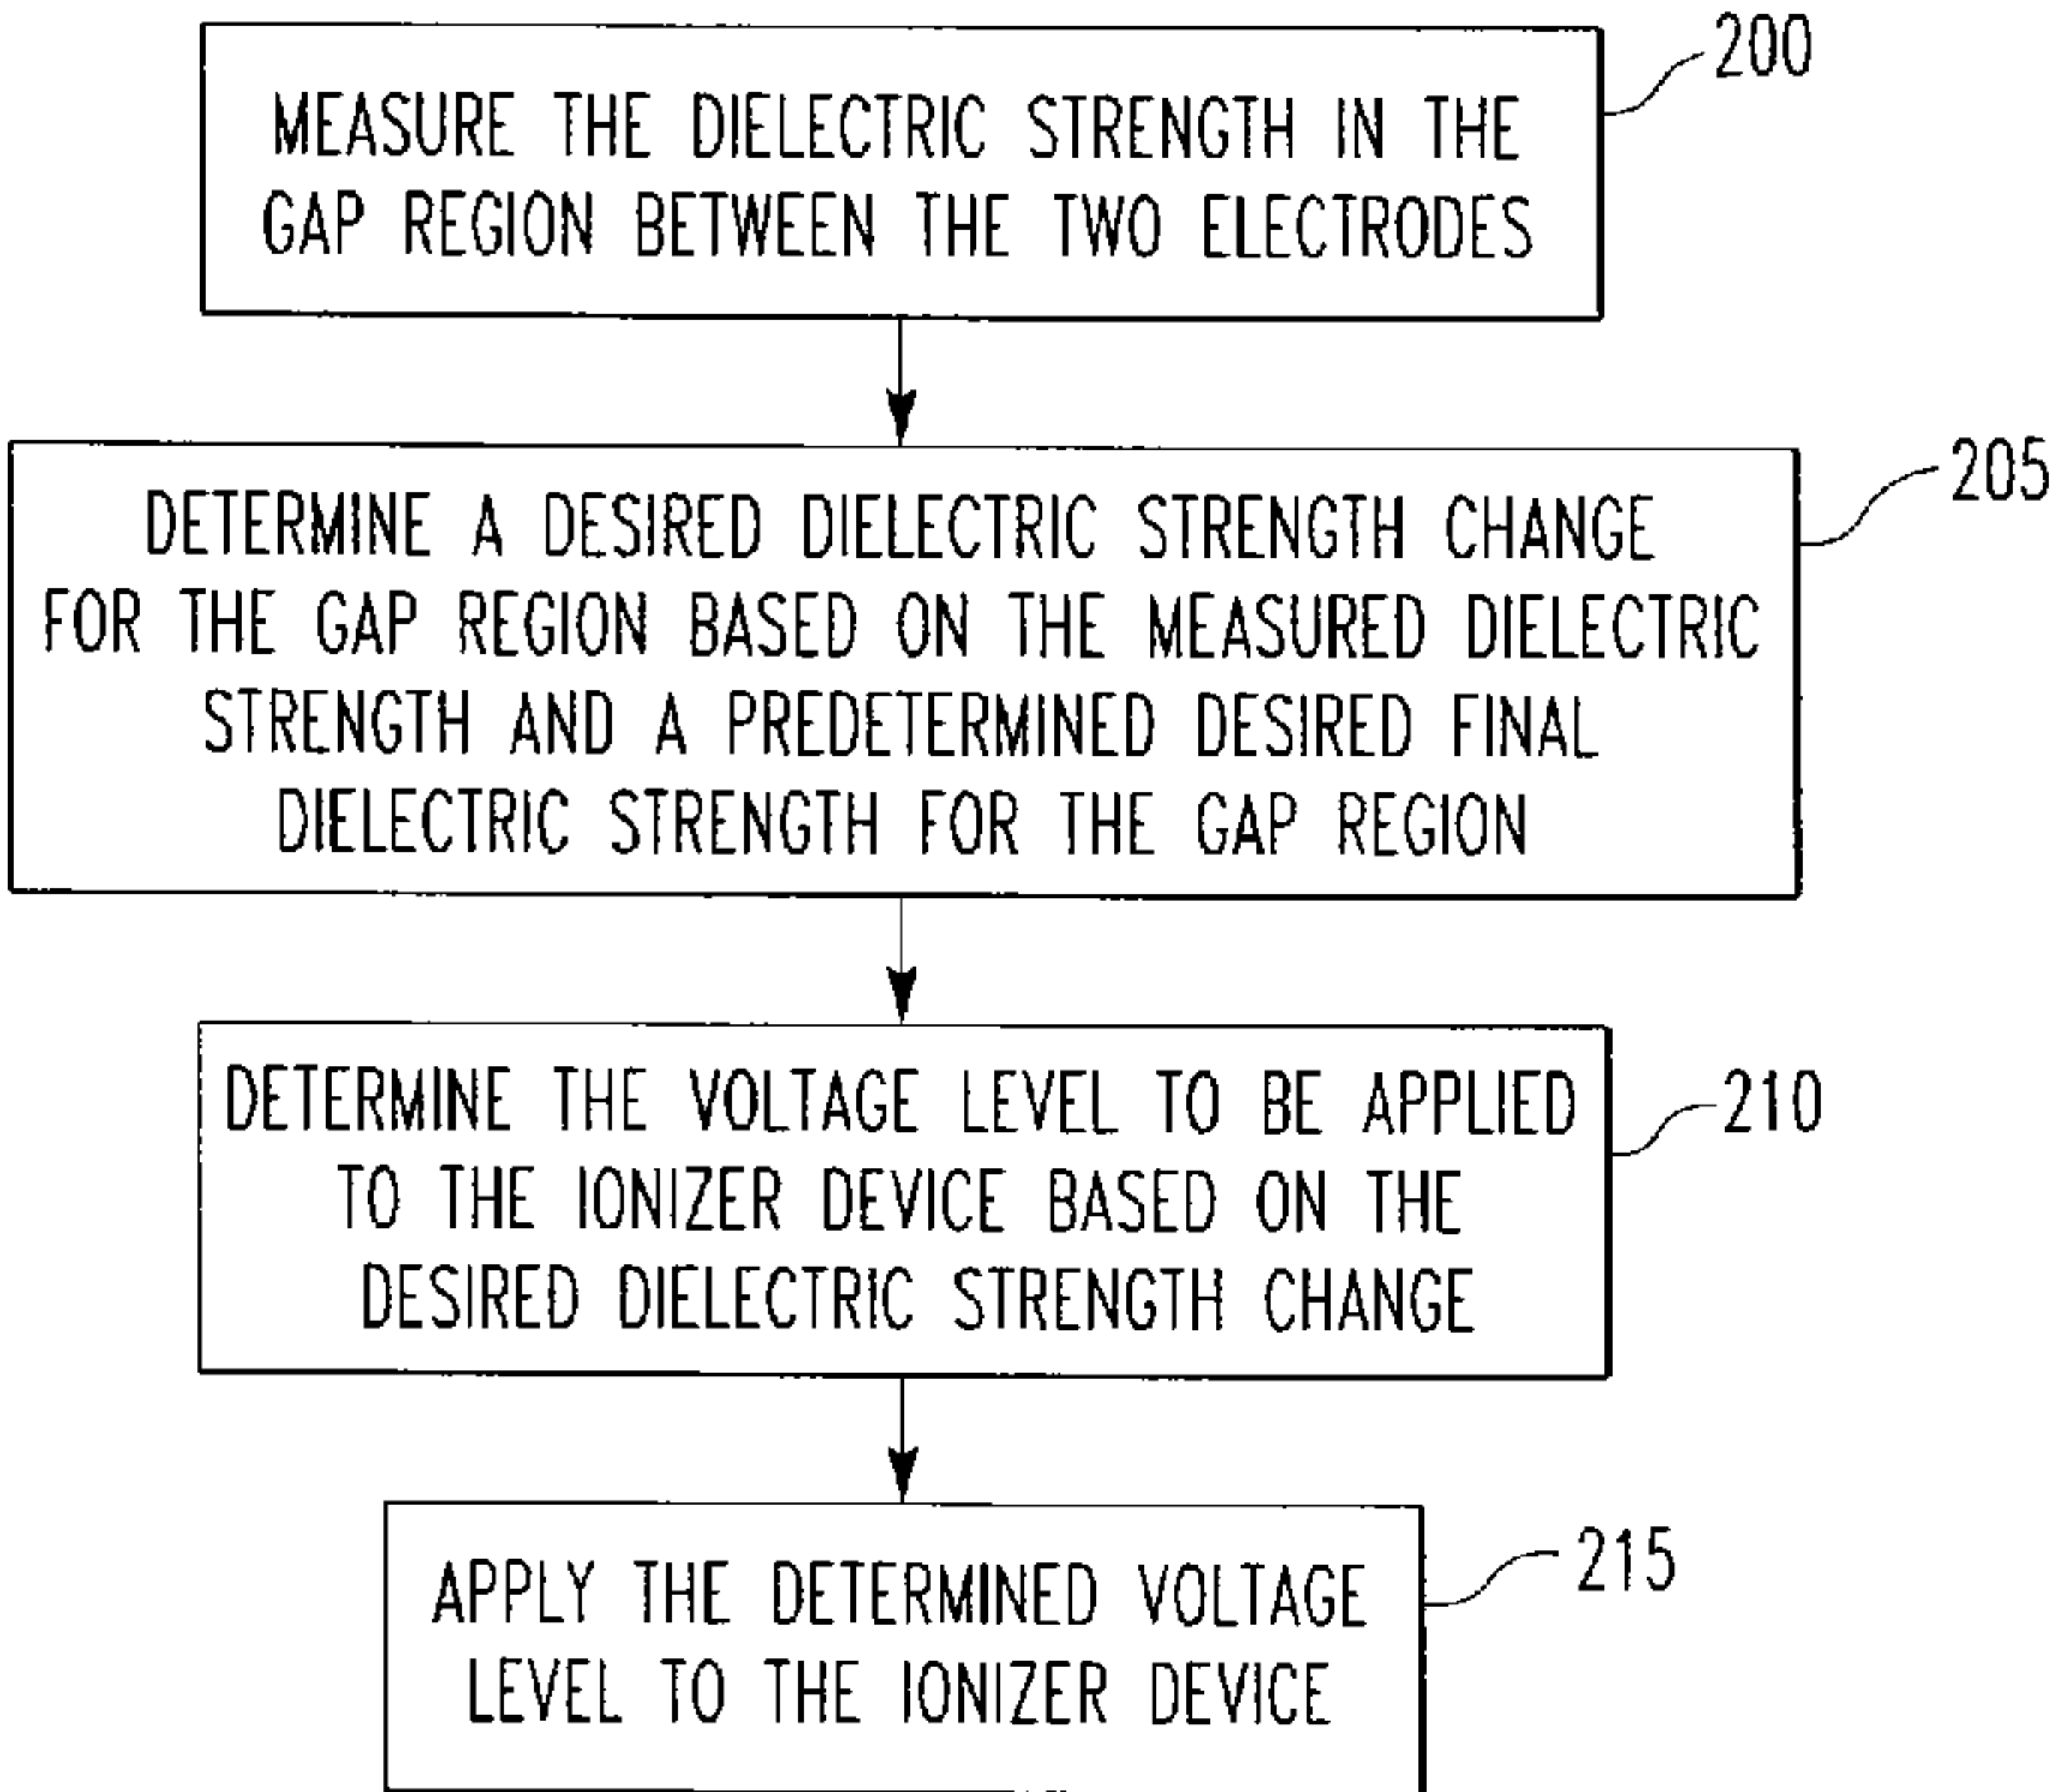 200
MEASURE THE DIELECTRIC STRENGTH IN THE
GAP REGION BETWEEN THE TWO ELECTRODES
205
DETERMINE A DESIRED DIELECTRIC STRENGTH CHANGE
FOR THE GAP REGION BASED ON THE MEASURED DIELECTRIC
STRENGTH AND A PREDETERMINED DESIRED FINAL
DIELECTRIC STRENGTH FOR THE GAP REGION
210
DETERMINE THE VOLTAGE LEVEL TO BE APPLIED
TO THE IONIZER DEVICE BASED ON THE
DESIRED DIELECTRIC STRENGTH CHANGE
215
APPLY THE DETERMINED VOLTAGE
LEVEL TO THE IONIZER DEVICE